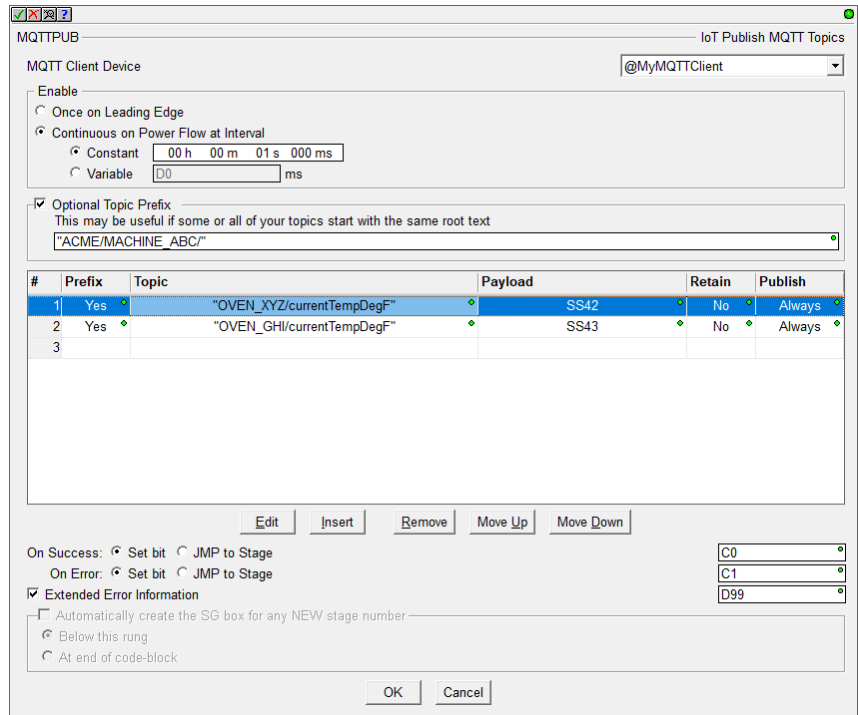 ?
MQTTPUB IoT Publish MQTT Topics
MQTT Client Device @MyMQTTClient
Enable
Once on Leading Edge
Continuous on Power Flow at Interval
Constant 00 h 00 m 01 s 000 ms
Variable D0 ms
Optional Topic Prefix
This may be useful if some or all of your topics start with the same root text
"ACME/MACHINE_ABC/"
# Prefix Topic Payload Retain Publish
1 Yes "OVEN_XYZ/currentTempDegF" SS42 No Always
2 Yes "OVEN_GHI/currentTempDegF" SS43 No Always
3
Edit Insert Remove Move Up Move Down
On Success: Set bit JMP to Stage C0
On Error: Set bit JMP to Stage C1
Extended Error Information D99
Automatically create the SG box for any NEW stage number
Below this rung
At end of code-block
OK Cancel